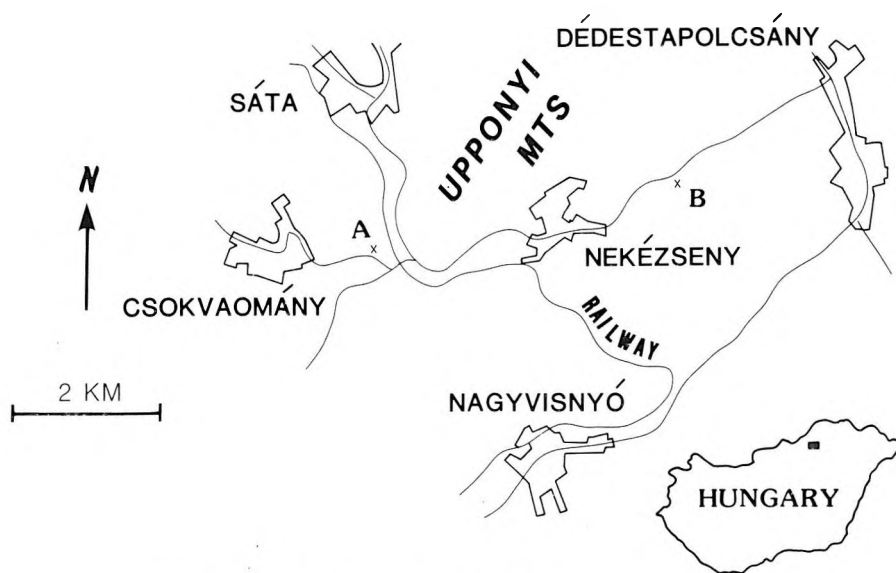 DÉDESTAPOLCSÁNY
SÁTA
UPPONYI
MTS
N
A
B
NEKÉZSENY
CSOKVAOMÁNY
RAILWAY
2 KM
NAGYVISNYÓ
HUNGARY